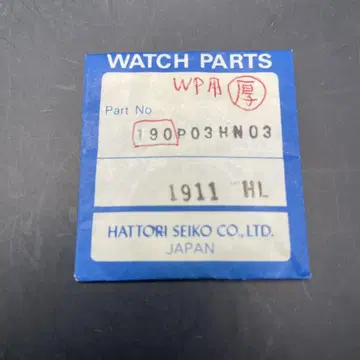 WATCH PARTS
WP用 厚
Part No
190P03HN03
1911 HL
HATTORI SEIKO CO., LTD.
JAPAN